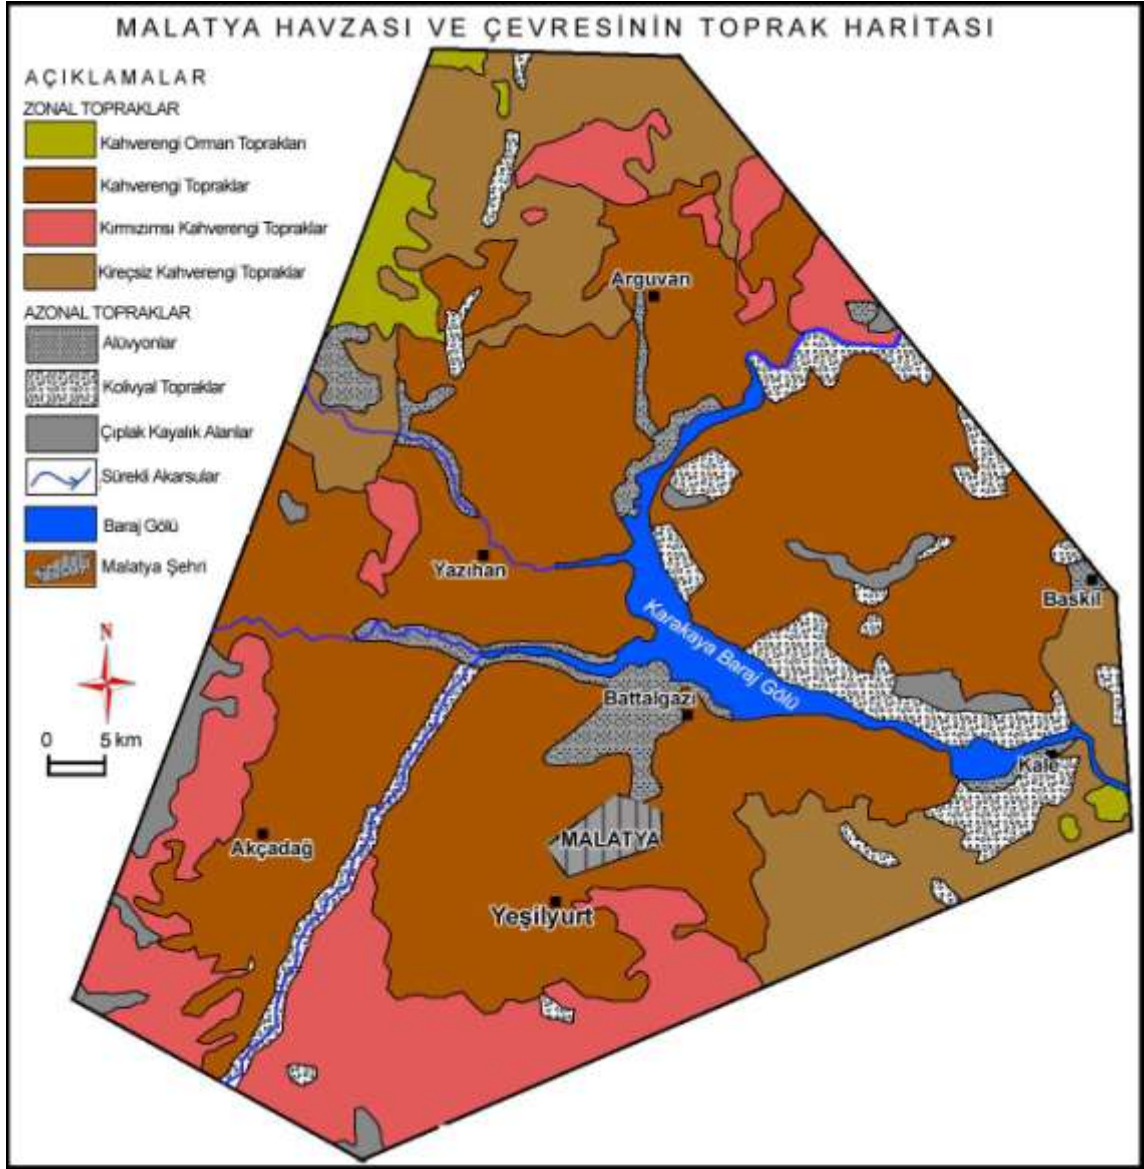 MALATYA HAVZASI VE ÇEVRESİNİN TOPRAK HARİTASI
AÇIKLAMALAR
ZONAL TOPRAKLAR
Kahverengi Orman Toprakları
Kahverengi Topraklar
Kırmızımsı Kahverengi Topraklar
Kireçsiz Kahverengi Topraklar
AZONAL TOPRAKLAR
Alüvyonlar
Kolivyal Topraklar
Çıplak Kayalık Alanlar
Sürekli Akarsular
Baraj Gölü
Malatya Şehri
N
0 5 km
Arguvan
Yazıhan
Baskil
Karakaya Baraj Gölü
Battalgazi
Kale
Akçadağ
MALATYA
Yeşilyurt